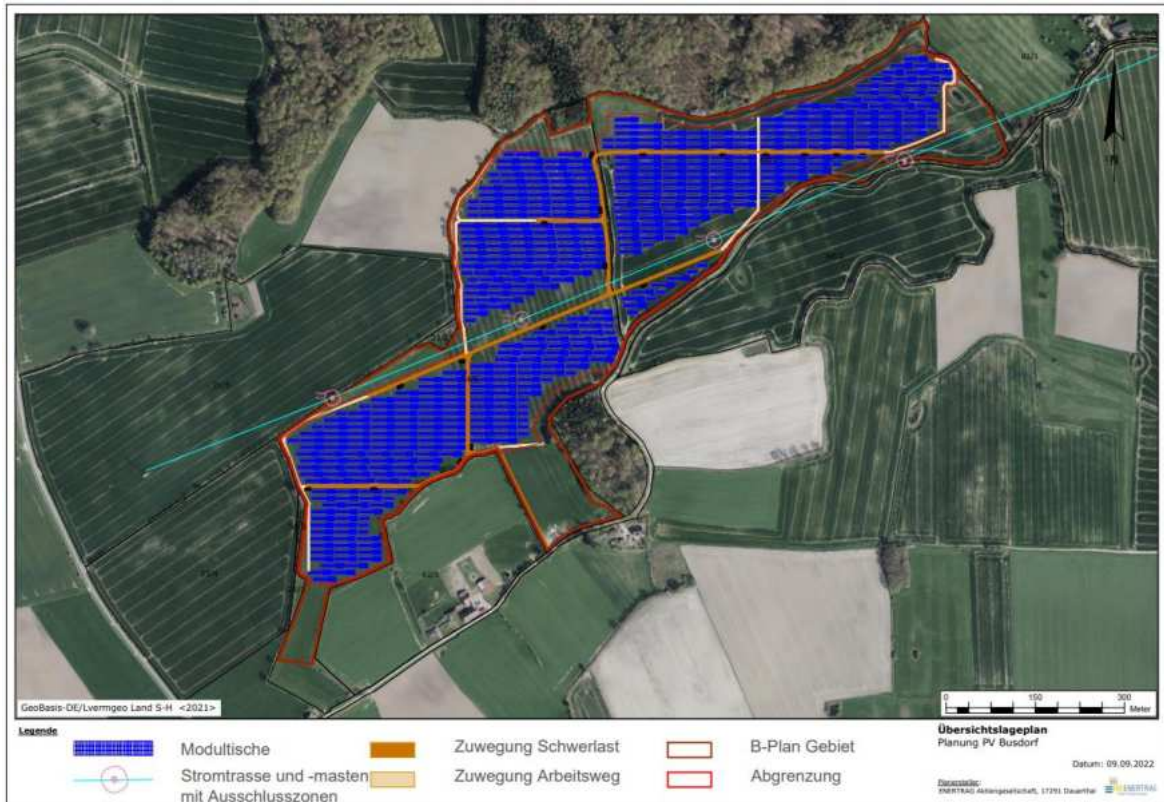 GeoBasis-DE/Lvermgeo Land S-H <2021>
0 150 300
Meter
Legende
Modultische
Stromtrasse und -masten
mit Ausschlusszonen
Zuwegung Schwerlast
Zuwegung Arbeitsweg
B-Plan Gebiet
Abgrenzung
Übersichtslageplan
Planung PV Busdorf
Datum: 09.09.2022
Planersteller:
ENERTRAG Aktiengesellschaft, 17291 Dauerthal
ENERTRAG